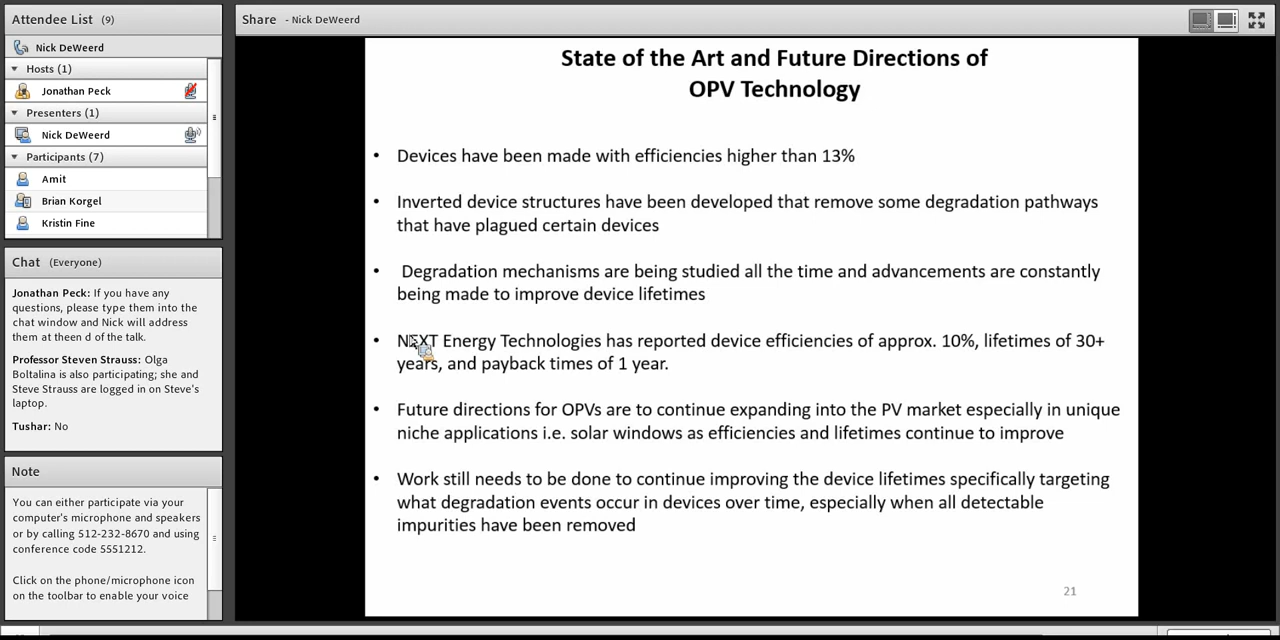 Attendee List (9)
Nick DeWeerd
Hosts (1)
Jonathan Peck
Presenters (1)
Nick DeWeerd
Participants (7)
Amit
Brian Korgel
Kristin Fine
Chat (Everyone)
Jonathan Peck: If you have any
questions, please type them into the
chat window and Nick will address
them at theen d of the talk.
Professor Steven Strauss: Olga
Boltalina is also participating; she and
Steve Strauss are logged in on Steve's
laptop.
Tushar: No
Note
You can either participate via your
computer's microphone and speakers
or by calling 512-232-8670 and using
conference code 5551212.
Click on the phone/microphone icon
on the toolbar to enable your voice
Share - Nick DeWeerd
State of the Art and Future Directions of
OPV Technology
• Devices have been made with efficiencies higher than 13%
• Inverted device structures have been developed that remove some degradation pathways
that have plagued certain devices
• Degradation mechanisms are being studied all the time and advancements are constantly
being made to improve device lifetimes
• NEXT Energy Technologies has reported device efficiencies of approx. 10%, lifetimes of 30+
years, and payback times of 1 year.
• Future directions for OPVs are to continue expanding into the PV market especially in unique
niche applications i.e. solar windows as efficiencies and lifetimes continue to improve
• Work still needs to be done to continue improving the device lifetimes specifically targeting
what degradation events occur in devices over time, especially when all detectable
impurities have been removed
21